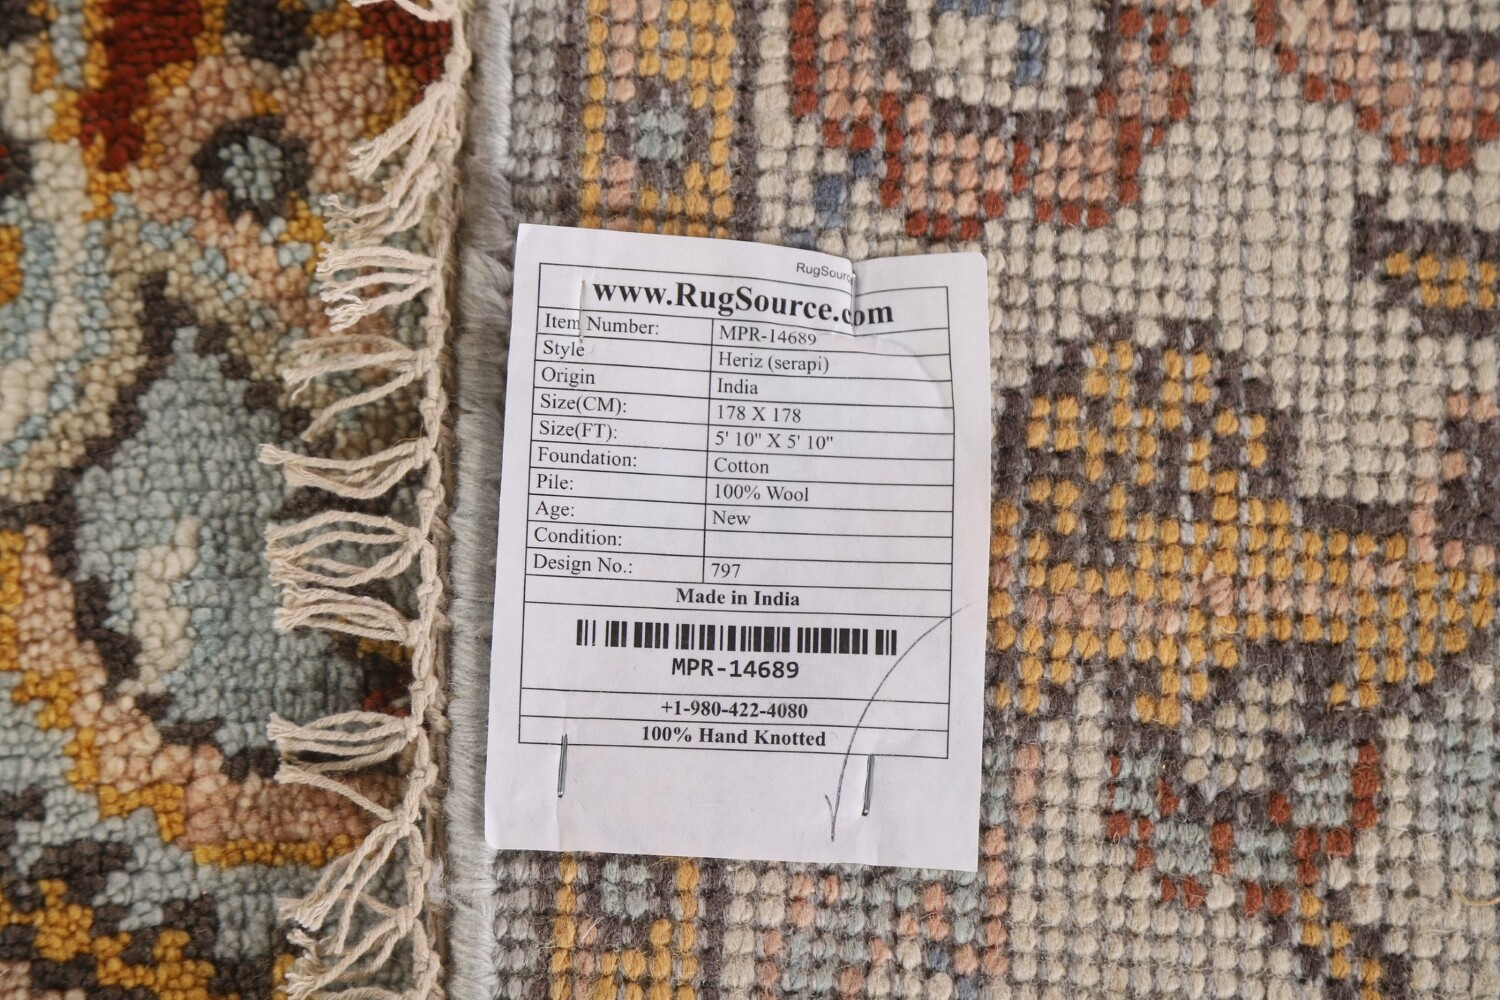 RugSource
www.RugSource.com
Item Number: MPR-14689
Style Heriz (serapi)
Origin India
Size(CM): 178 X 178
Size(FT): 5' 10" X 5' 10"
Foundation: Cotton
Pile: 100% Wool
Age: New
Condition:
Design No.: 797
Made in India
MPR-14689
+1-980-422-4080
100% Hand Knotted